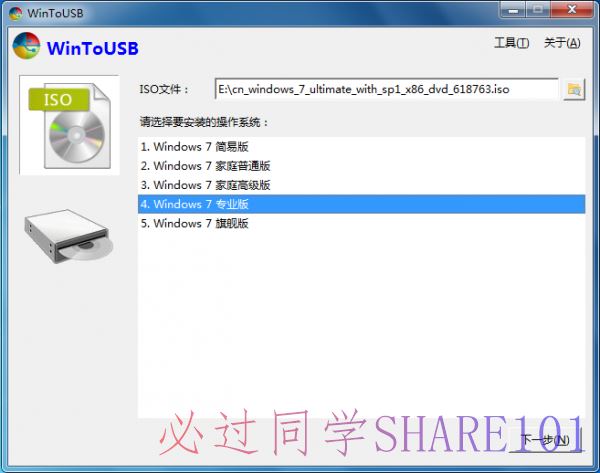 WinToUSB
WinToUSB
工具(T) 关于(A)
ISO
ISO文件：
E:\cn_windows_7_ultimate_with_sp1_x86_dvd_618763.iso
请选择要安装的操作系统：
1. Windows 7 简易版
2. Windows 7 家庭普通版
3. Windows 7 家庭高级版
4. Windows 7 专业版
5. Windows 7 旗舰版
必过同学SHARE101
下一步(N)